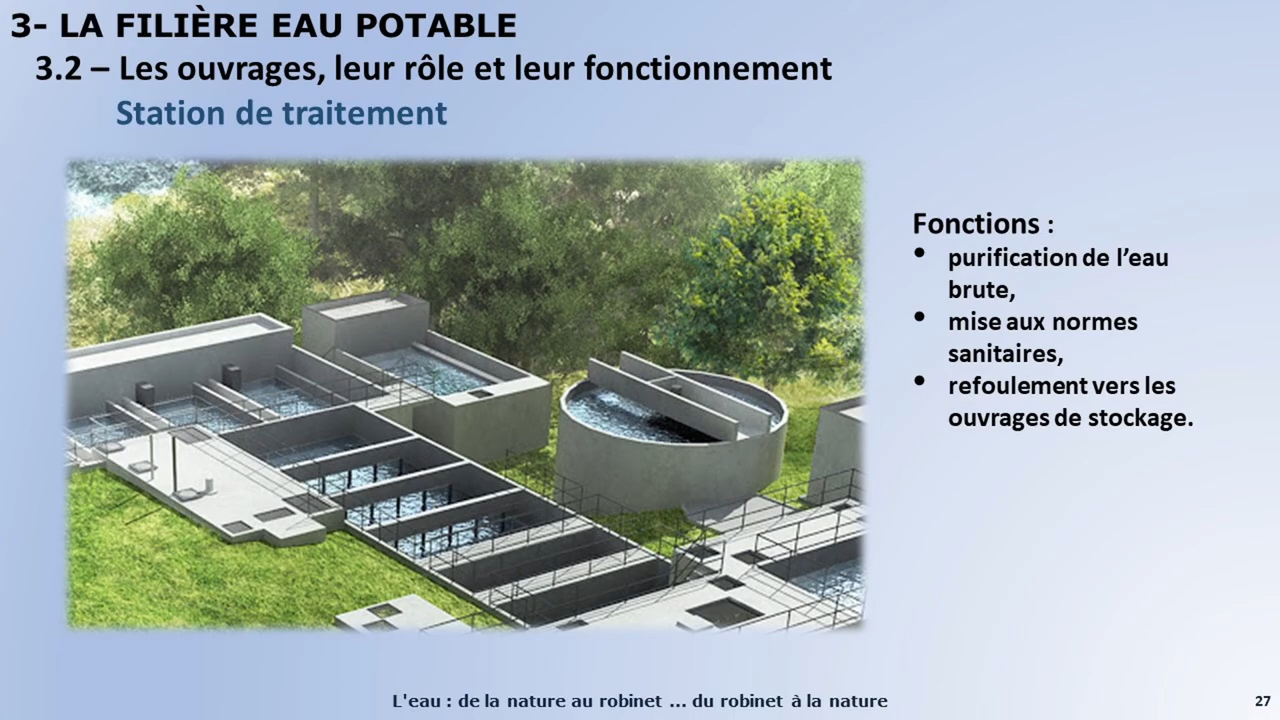 3- LA FILIÈRE EAU POTABLE
3.2 – Les ouvrages, leur rôle et leur fonctionnement
Station de traitement
Fonctions :
• purification de l’eau
brute,
• mise aux normes
sanitaires,
• refoulement vers les
ouvrages de stockage.
L'eau : de la nature au robinet ... du robinet à la nature
27